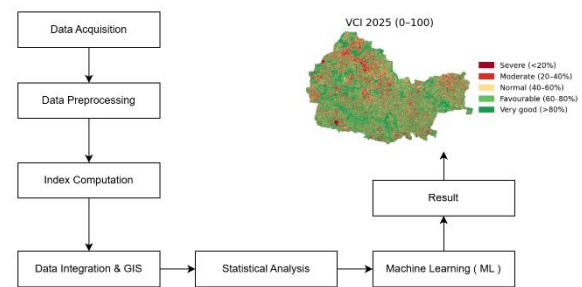 Data Acquisition
Data Preprocessing
Index Computation
Data Integration & GIS
Statistical Analysis
Machine Learning ( ML )
Result
VCI 2025 (0–100)
Severe (<20%)
Moderate (20–40%)
Normal (40–60%)
Favourable (60–80%)
Very good (>80%)